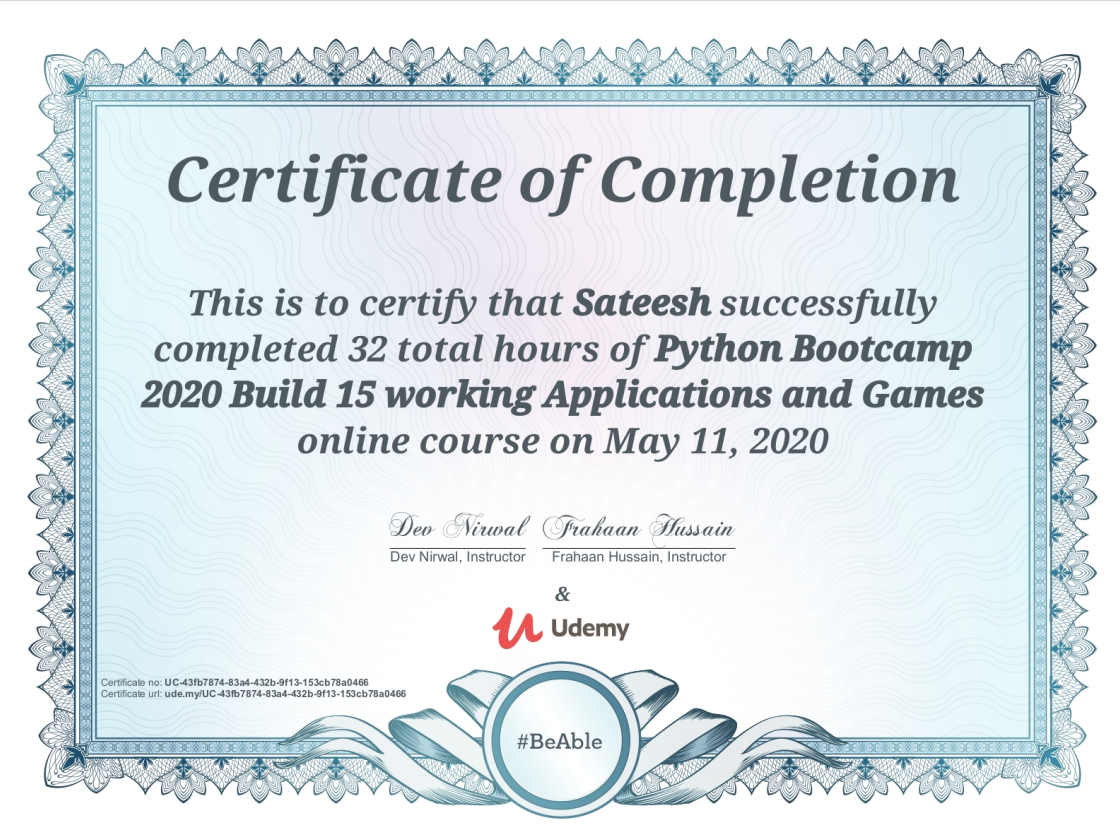 Certificate of Completion
This is to certify that Sateesh successfully
completed 32 total hours of Python Bootcamp
2020 Build 15 working Applications and Games
online course on May 11, 2020
Dev Nirwal Frahaan Hussain
Dev Nirwal, Instructor Frahaan Hussain, Instructor
&
Udemy
Certificate no: UC-43fb7874-83a4-432b-9f13-153cb78a0466
Certificate url: ude.my/UC-43fb7874-83a4-432b-9f13-153cb78a0466
#BeAble